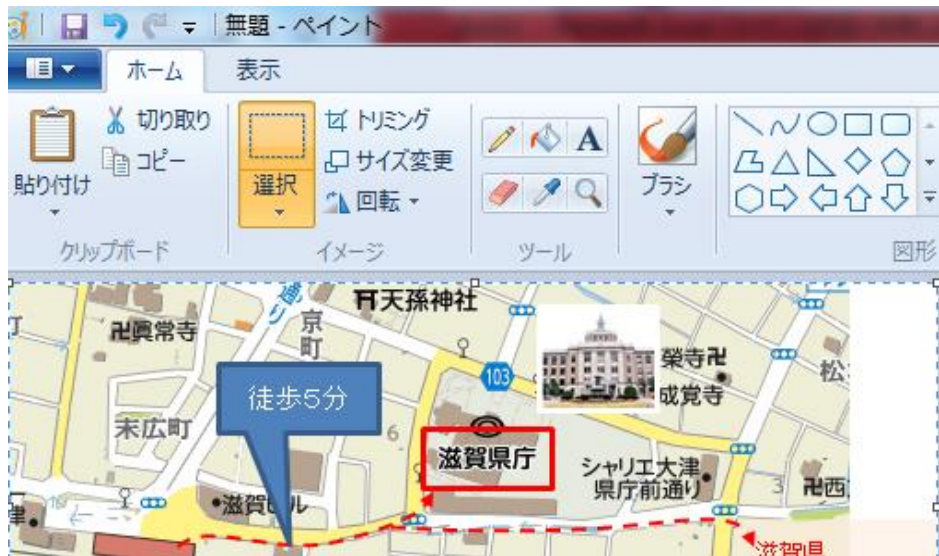 無題 - ペイント
ホーム
表示
貼り付け
切り取り
コピー
クリップボード
選択
トリミング
サイズ変更
回転
イメージ
A
ツール
ブラシ
図形
天孫神社
眞常寺
通り
京町
103
榮寺
成覚寺
松
徒歩5分
末広町
6
滋賀県庁
シャリエ大津
県庁前通り
3
西
滋賀ビル
津
滋賀県